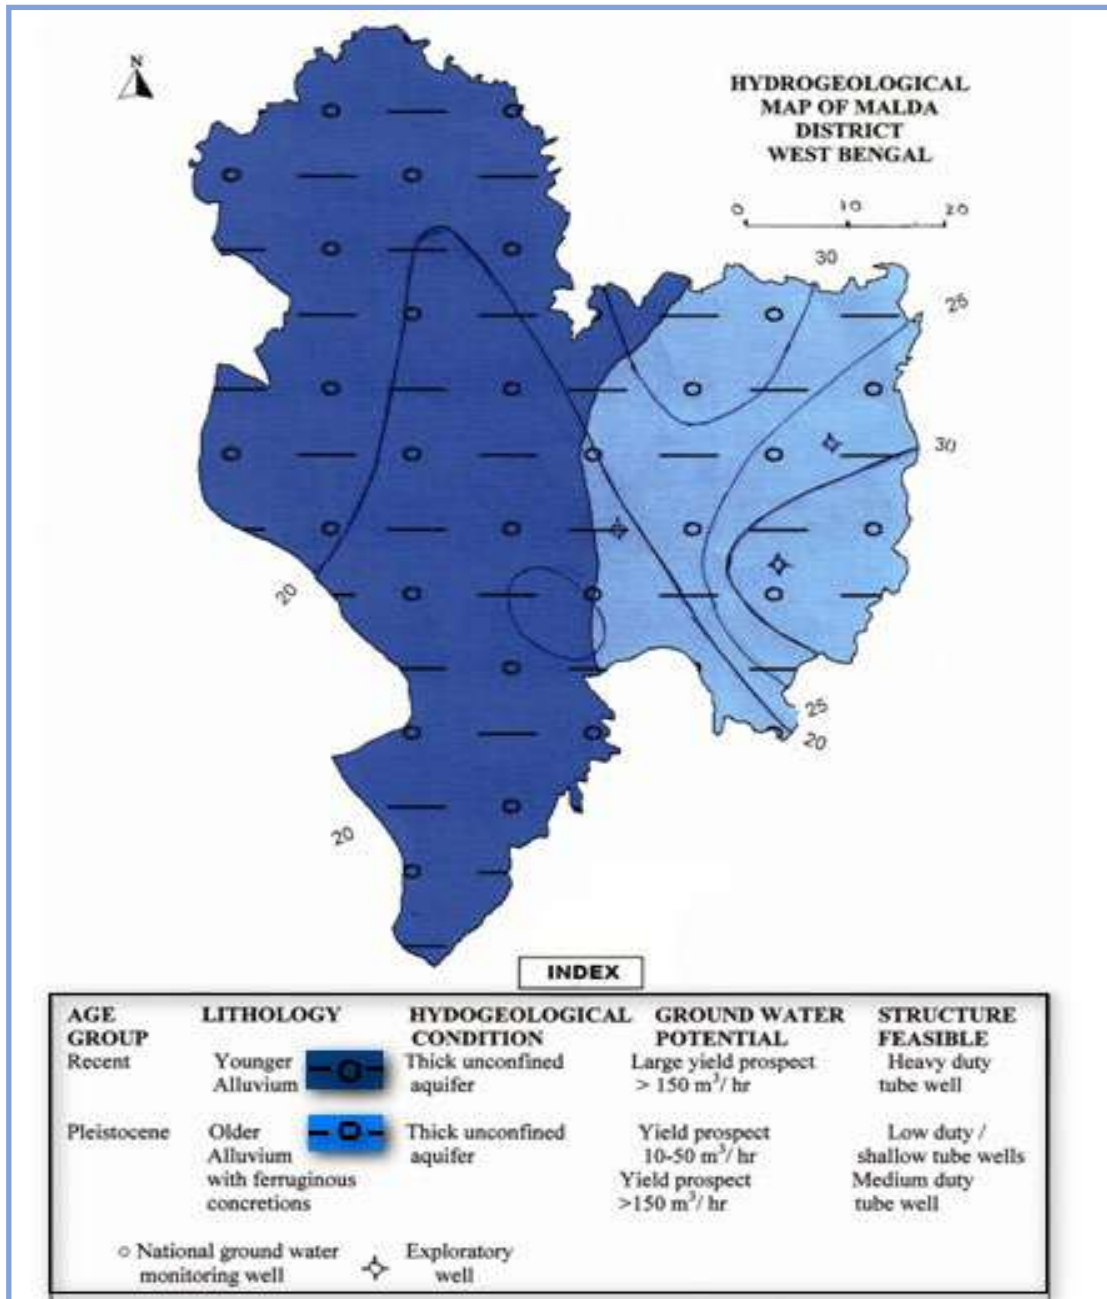 N
HYDROGEOLOGICAL
MAP OF MALDA
DISTRICT
WEST BENGAL
0 10 20
30
25
30
20
25
20
20
INDEX
AGE GROUP LITHOLOGY HYDOGEOLOGICAL CONDITION GROUND WATER POTENTIAL STRUCTURE FEASIBLE
Recent Younger Thick unconfined Large yield prospect Heavy duty
Alluvium aquifer > 150 m³/ hr tube well
Pleistocene Older Thick unconfined Yield prospect Low duty /
Alluvium aquifer 10-50 m³/ hr shallow tube wells
with ferruginous Yield prospect Medium duty
concretions >150 m³/ hr tube well
National ground water Exploratory
monitoring well well